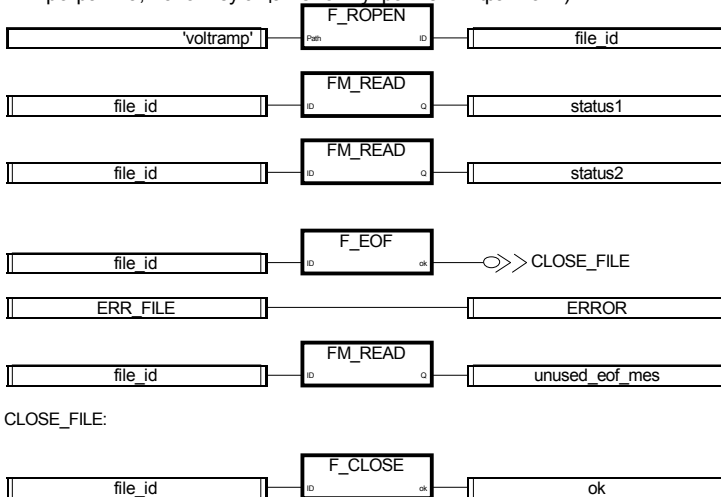 F_ROPEN
'voltramp' Path ID file_id
FM_READ
file_id ID Q status1
FM_READ
file_id ID Q status2
F_EOF
file_id ID ok CLOSE_FILE
ERR_FILE ERROR
FM_READ
file_id ID Q unused_eof_mes
CLOSE_FILE:
F_CLOSE
file_id ID ok ok